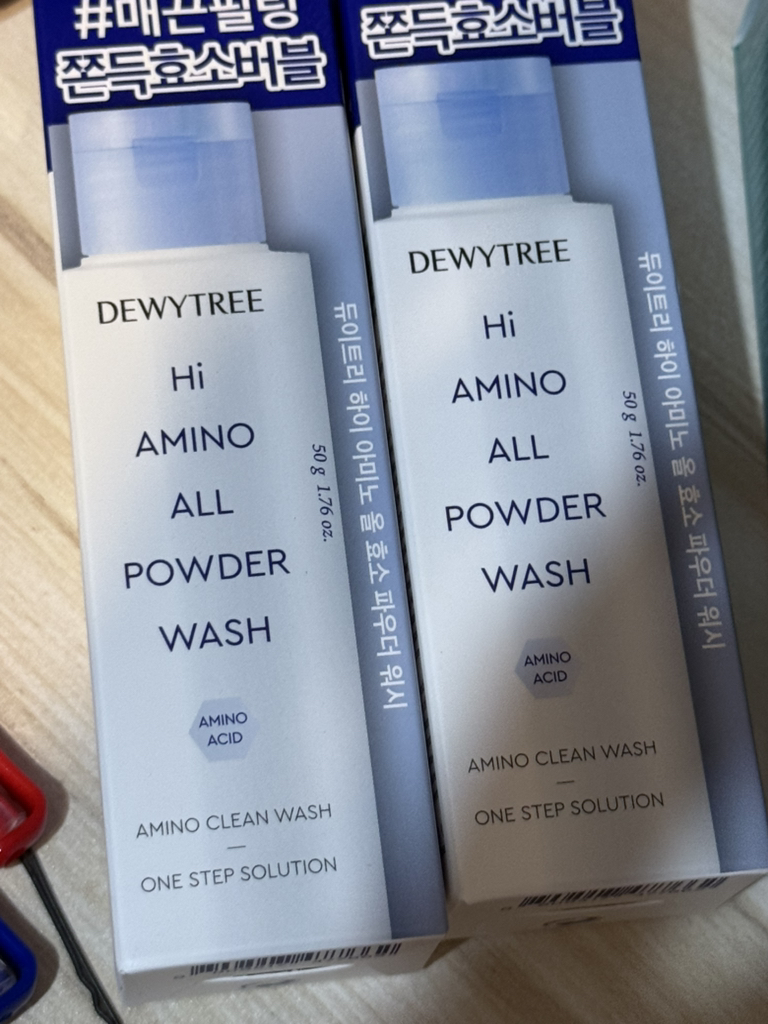 #매끈필링
쫀득효소버블
DEWYTREE
Hi
AMINO
ALL
POWDER
WASH
AMINO
ACID
AMINO CLEAN WASH
—
ONE STEP SOLUTION
50 g 1.76 oz.
듀이트리 하이 아미노 올 효소 파우더 워시
쫀득효소버블
DEWYTREE
Hi
AMINO
ALL
POWDER
WASH
AMINO
ACID
AMINO CLEAN WASH
—
ONE STEP SOLUTION
50 g 1.76 oz.
듀이트리 하이 아미노 올 효소 파우더 워시